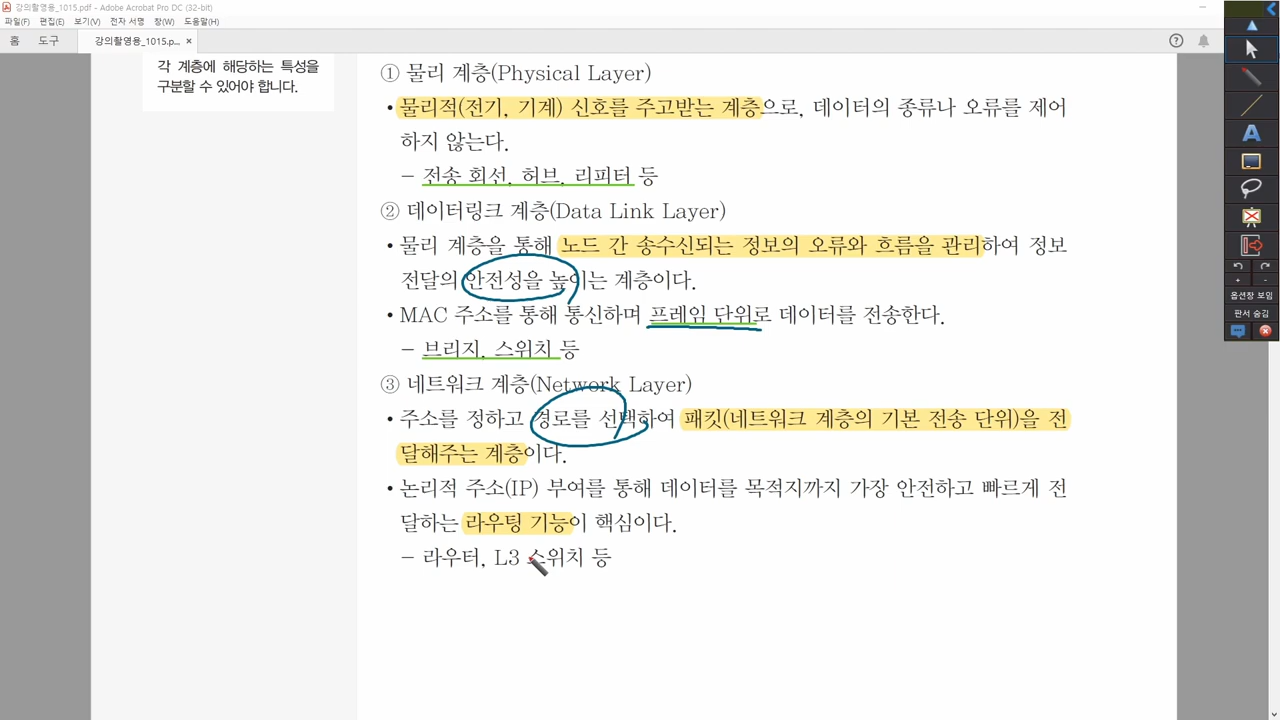 강의촬영용_1015.pdf - Adobe Acrobat Pro DC (32-bit)
파일(F) 편집(E) 보기(V) 전자 서명 창(W) 도움말(H)
홈 도구 강의촬영용_1015.p... ×
각 계층에 해당하는 특성을
구분할 수 있어야 합니다.
① 물리 계층(Physical Layer)
• 물리적(전기, 기계) 신호를 주고받는 계층으로, 데이터의 종류나 오류를 제어
하지 않는다.
- 전송 회선, 허브, 리피터 등
② 데이터링크 계층(Data Link Layer)
• 물리 계층을 통해 노드 간 송수신되는 정보의 오류와 흐름을 관리하여 정보
전달의 안전성을 높이는 계층이다.
• MAC 주소를 통해 통신하며 프레임 단위로 데이터를 전송한다.
- 브리지, 스위치 등
③ 네트워크 계층(Network Layer)
• 주소를 정하고 경로를 선택하여 패킷(네트워크 계층의 기본 전송 단위)을 전
달해주는 계층이다.
• 논리적 주소(IP) 부여를 통해 데이터를 목적지까지 가장 안전하고 빠르게 전
달하는 라우팅 기능이 핵심이다.
- 라우터, L3 스위치 등
A
+ -
옵션장 보임
판서 숨김